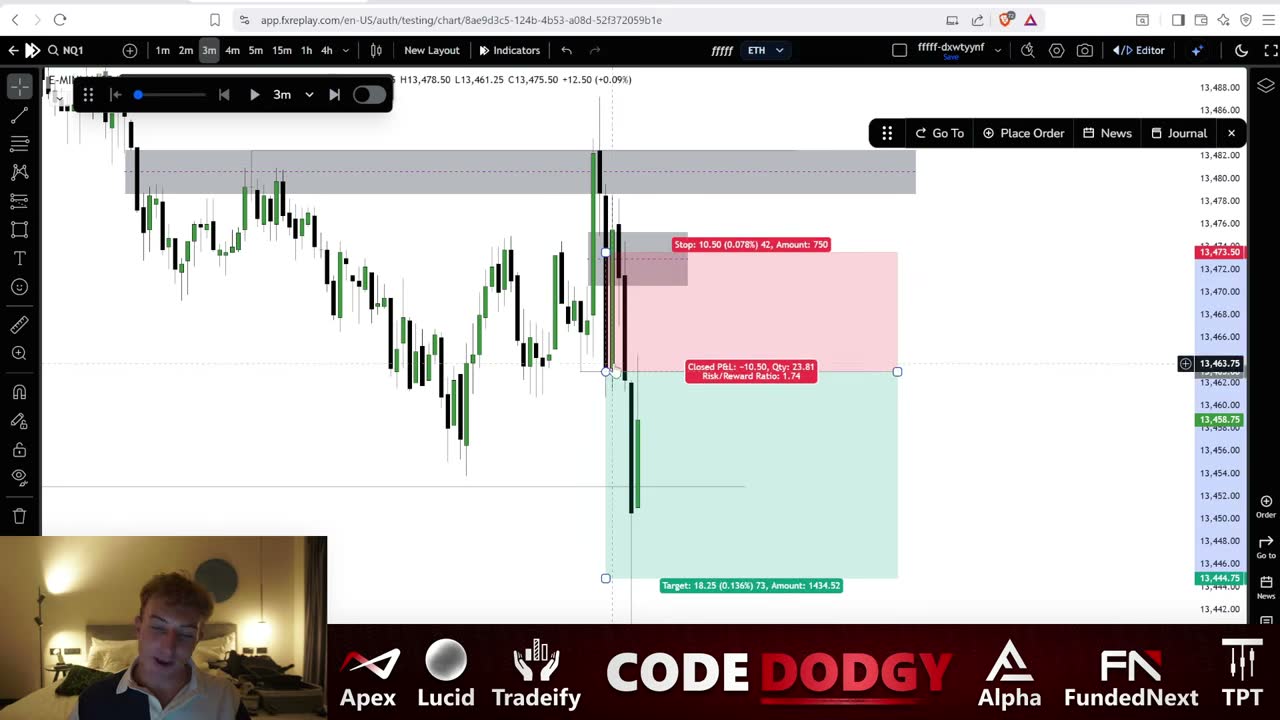 app.fxreplay.com/en-US/auth/testing/chart/8ae9d3c5-124b-4b53-a08d-52f372059b1e
NQ1 1m 2m 3m 4m 5m 15m 1h 4h New Layout Indicators fffff ETH fffff-dxwtyynf Save Editor
H13,478.50 L13,461.25 C13,475.50 +12.50 (+0.09%)
3m
Go To Place Order News Journal
13,488.00
13,486.00
13,482.00
13,480.00
13,478.00
13,476.00
Stop: 10.50 (0.078%) 42, Amount: 750
13,473.50
13,472.00
13,470.00
13,468.00
13,466.00
13,463.75
Closed P&L: −10.50, Qty: 23.81
Risk/Reward Ratio: 1.74
13,462.00
13,460.00
13,458.75
13,456.00
13,454.00
13,452.00
13,450.00
13,448.00
13,446.00
13,444.75
Target: 18.25 (0.136%) 73, Amount: 1434.52
13,442.00
Order
Go to
News
CODE DODGY
Apex Lucid Tradeify Alpha FundedNext TPT